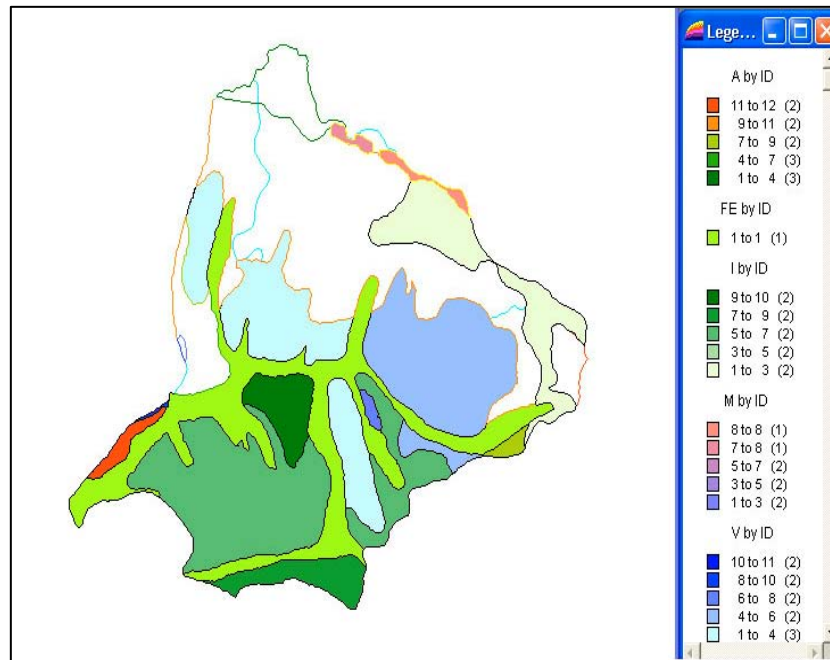 Lege...
A by ID
11 to 12 (2)
9 to 11 (2)
7 to 9 (2)
4 to 7 (3)
1 to 4 (3)
FE by ID
1 to 1 (1)
I by ID
9 to 10 (2)
7 to 9 (2)
5 to 7 (2)
3 to 5 (2)
1 to 3 (2)
M by ID
8 to 8 (1)
7 to 8 (1)
5 to 7 (2)
3 to 5 (2)
1 to 3 (2)
V by ID
10 to 11 (2)
8 to 10 (2)
6 to 8 (2)
4 to 6 (2)
1 to 4 (3)